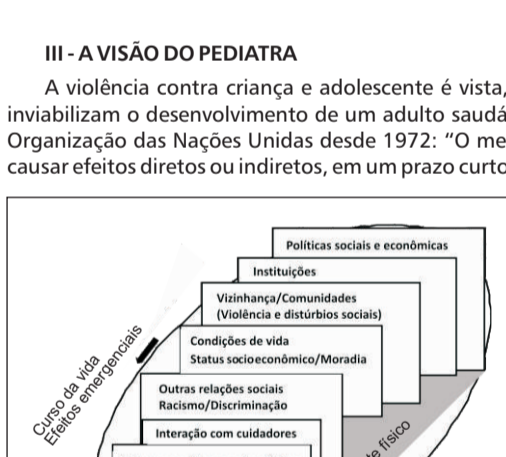 III - A VISÃO DO PEDIATRA
A violência contra criança e adolescente é vista,
inviabilizam o desenvolvimento de um adulto saudá
Organização das Nações Unidas desde 1972: “O me
causar efeitos diretos ou indiretos, em um prazo curto
Políticas sociais e econômicas
Instituições
Vizinhança/Comunidades
(Violência e distúrbios sociais)
Condições de vida
Status socioeconômico/Moradia
Outras relações sociais
Racismo/Discriminação
Interação com cuidadores
Curso da vida
Efeitos emergenciais
físico